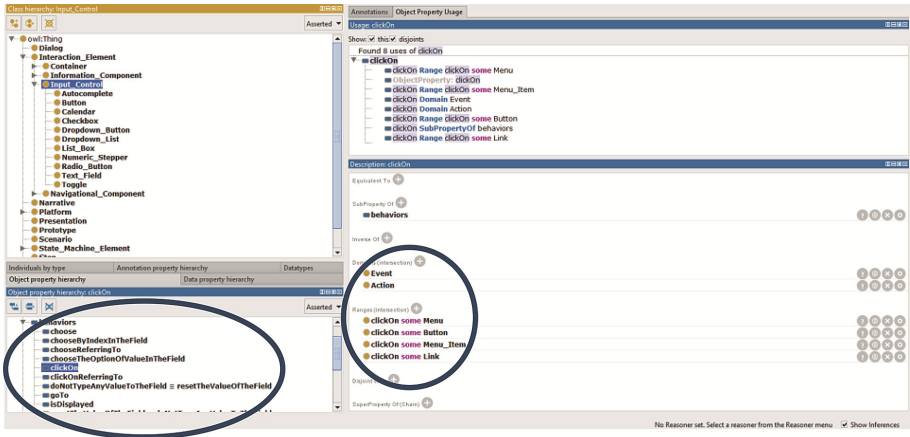 Class hierarchy: Input_Control
Asserted
owl:Thing
Dialog
Interaction_Element
Container
Information_Component
Input_Control
Autocomplete
Button
Calendar
Checkbox
Dropdown_Button
Dropdown_List
List_Box
Numeric_Stepper
Radio_Button
Text_Field
Toggle
Navigational_Component
Narrative
Platform
Presentation
Prototype
Scenario
State_Machine_Element
Individuals by type Annotation property hierarchy Datatypes
Object property hierarchy Data property hierarchy
Object property hierarchy: clickOn
Asserted
behaviors
choose
chooseByIndexInTheField
chooseReferringTo
chooseTheOptionOfValueInTheField
clickOn
clickOnReferringTo
doNotTypeAnyValueToTheField ≡ resetTheValueOfTheField
goTo
isDisplayed
Annotations Object Property Usage
Usage: clickOn
Show: this disjoints
Found 8 uses of clickOn
clickOn
clickOn Range clickOn some Menu
ObjectProperty: clickOn
clickOn Range clickOn some Menu_Item
clickOn Domain Event
clickOn Domain Action
clickOn Range clickOn some Button
clickOn SubPropertyOf behaviors
clickOn Range clickOn some Link
Description: clickOn
Equivalent To
SubProperty Of
behaviors
Inverse Of
Domains (intersection)
Event
Action
Ranges (intersection)
clickOn some Menu
clickOn some Button
clickOn some Menu_Item
clickOn some Link
Disjoint
SuperProperty Of (Chain)
No Reasoner set. Select a reasoner from the Reasoner menu Show Inferences